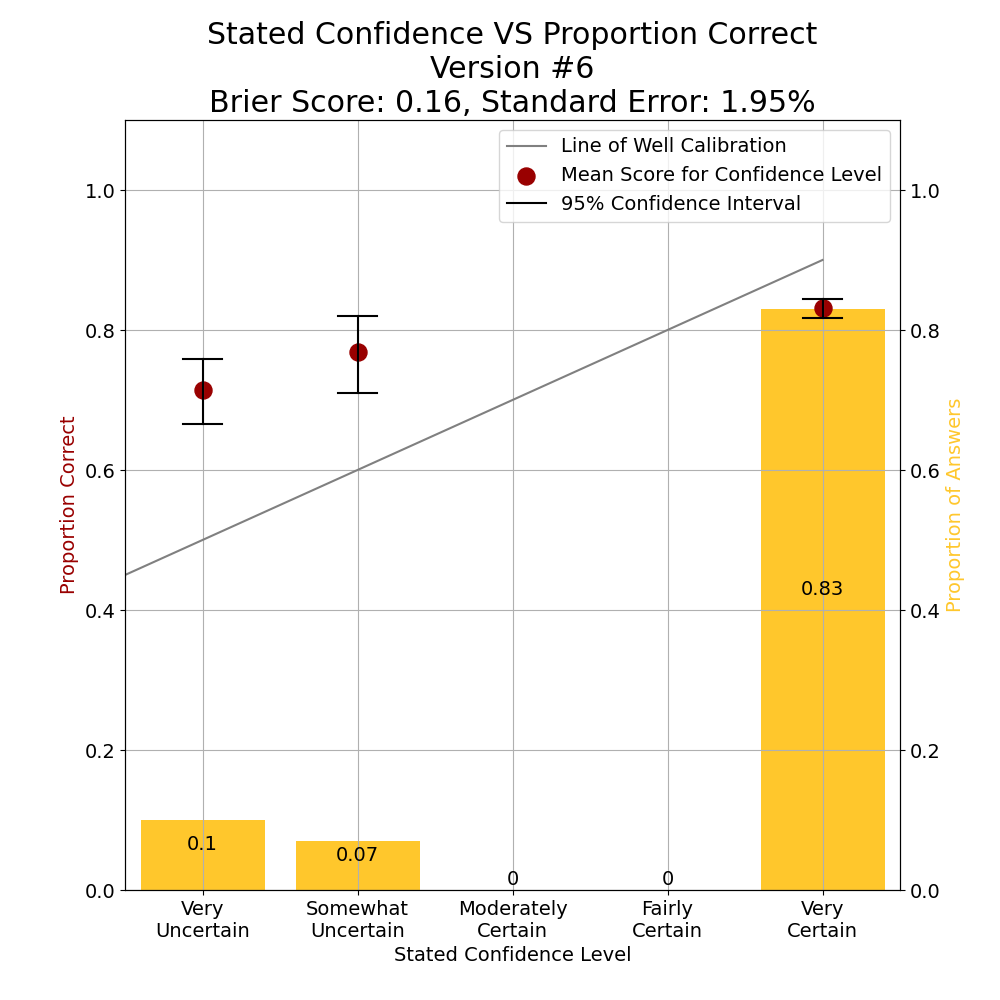 Stated Confidence VS Proportion Correct
Version #6
Brier Score: 0.16, Standard Error: 1.95%
Line of Well Calibration
Mean Score for Confidence Level
95% Confidence Interval
1.0
0.8
0.6
0.4
0.2
0.0
Proportion Correct
1.0
0.8
0.6
0.4
0.2
0.0
Proportion of Answers
0.1
0.07
0
0
0.83
Very
Uncertain
Somewhat
Uncertain
Moderately
Certain
Fairly
Certain
Very
Certain
Stated Confidence Level